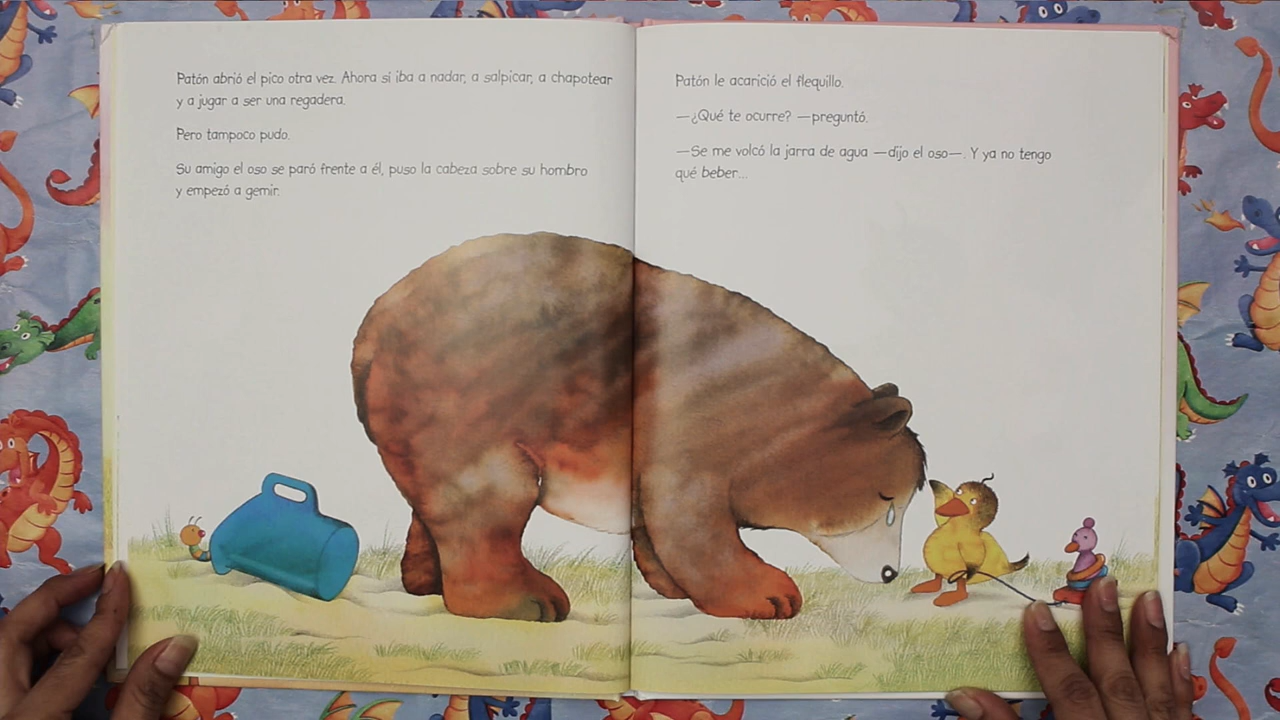 Patón abrió el pico otra vez. Ahora si iba a nadar, a salpicar, a chapotear
y a jugar a ser una regadera.
Pero tampoco pudo.
Su amigo el oso se paró frente a él, puso la cabeza sobre su hombro
y empezó a gemir.
Patón le acarició el flequillo.
—¿Qué te ocurre? —preguntó.
—Se me volcó la jarra de agua —dijo el oso—. Y ya no tengo
qué beber...